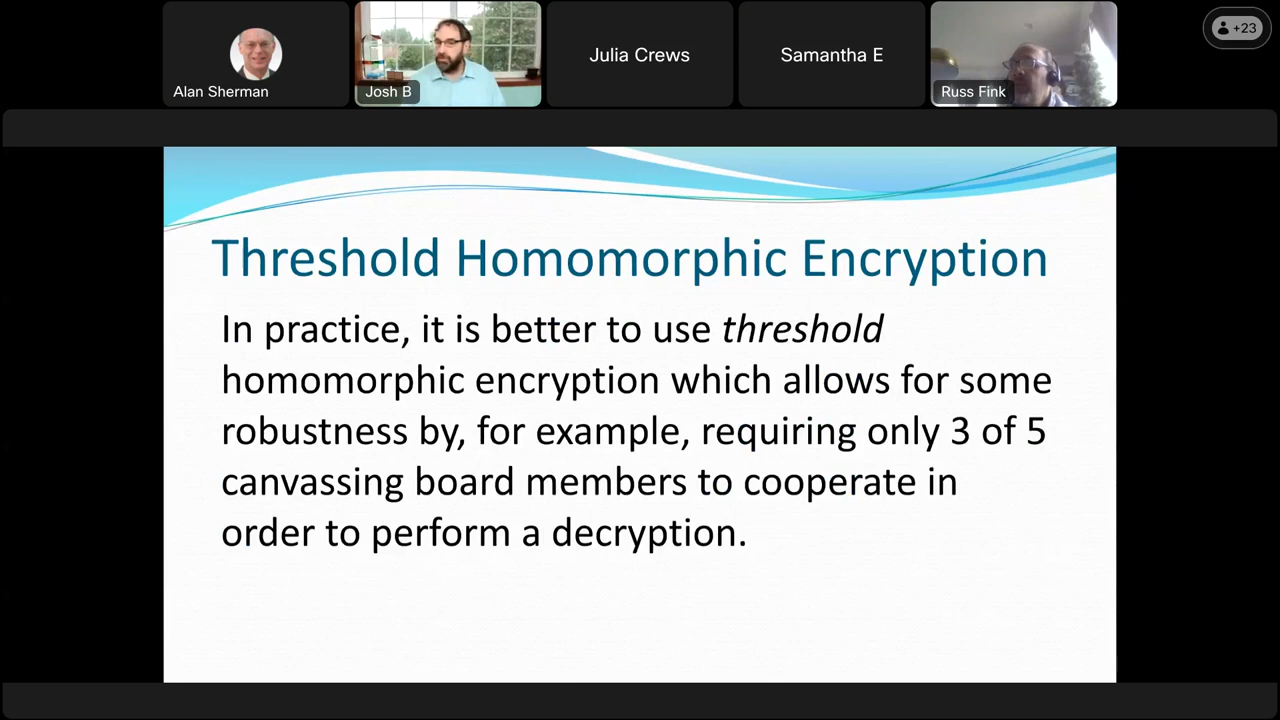 Alan Sherman
Josh B
Julia Crews
Samantha E
Russ Fink
+23
Threshold Homomorphic Encryption
In practice, it is better to use threshold
homomorphic encryption which allows for some
robustness by, for example, requiring only 3 of 5
canvassing board members to cooperate in
order to perform a decryption.